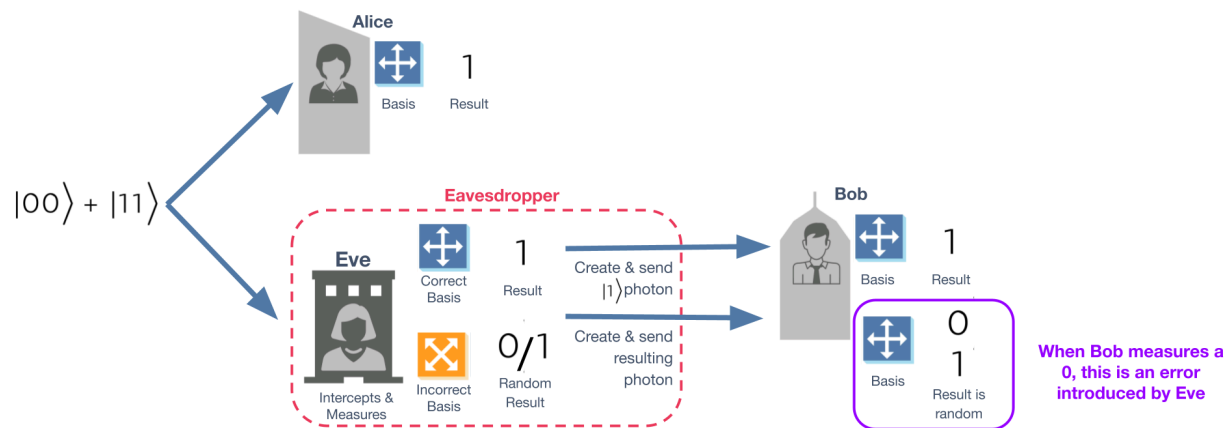 Alice
1
Basis
Result
|00⟩ + |11⟩
Eavesdropper
Eve
Intercepts &
Measures
Correct
Basis
1
Result
Create & send
|1⟩ photon
Incorrect
Basis
0/1
Random
Result
Create & send
resulting
photon
Bob
1
Basis
Result
0
1
Basis
Result is
random
When Bob measures a
0, this is an error
introduced by Eve